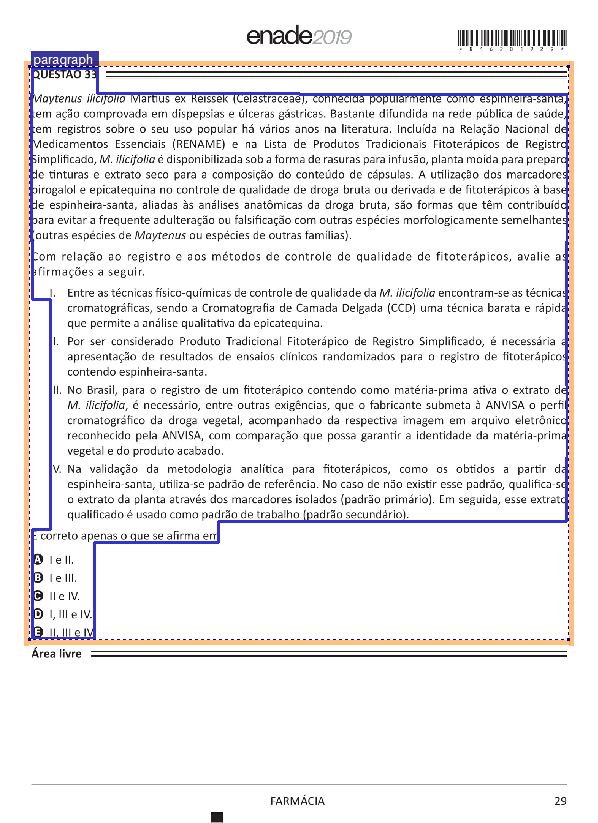 enade2019
paragraph
QUESTÃO 33
Maytenus ilicifolia Martius ex Reissek (Celastraceae), conhecida popularmente como espinheira-santa,
tem ação comprovada em dispepsias e úlceras gástricas. Bastante difundida na rede pública de saúde,
tem registros sobre o seu uso popular há vários anos na literatura. Incluída na Relação Nacional de
Medicamentos Essenciais (RENAME) e na Lista de Produtos Tradicionais Fitoterápicos de Registro
Simplificado, M. ilicifolia é disponibilizada sob a forma de rasuras para infusão, planta moída para preparo
de tinturas e extrato seco para a composição do conteúdo de cápsulas. A utilização dos marcadores
pirogalol e epicatequina no controle de qualidade de droga bruta ou derivada e de fitoterápicos à base
de espinheira-santa, aliadas às análises anatômicas da droga bruta, são formas que têm contribuído
para evitar a frequente adulteração ou falsificação com outras espécies morfologicamente semelhantes
(outras espécies de Maytenus ou espécies de outras famílias).
Com relação ao registro e aos métodos de controle de qualidade de fitoterápicos, avalie as
afirmações a seguir.
I. Entre as técnicas físico-químicas de controle de qualidade da M. ilicifolia encontram-se as técnicas
cromatográficas, sendo a Cromatografia de Camada Delgada (CCD) uma técnica barata e rápida
que permite a análise qualitativa da epicatequina.
II. Por ser considerado Produto Tradicional Fitoterápico de Registro Simplificado, é necessária a
apresentação de resultados de ensaios clínicos randomizados para o registro de fitoterápicos
contendo espinheira-santa.
III. No Brasil, para o registro de um fitoterápico contendo como matéria-prima ativa o extrato de
M. ilicifolia, é necessário, entre outras exigências, que o fabricante submeta à ANVISA o perfil
cromatográfico da droga vegetal, acompanhado da respectiva imagem em arquivo eletrônico
reconhecido pela ANVISA, com comparação que possa garantir a identidade da matéria-prima
vegetal e do produto acabado.
IV. Na validação da metodologia analítica para fitoterápicos, como os obtidos a partir da
espinheira-santa, utiliza-se padrão de referência. No caso de não existir esse padrão, qualifica-se
o extrato da planta através dos marcadores isolados (padrão primário). Em seguida, esse extrato
qualificado é usado como padrão de trabalho (padrão secundário).
É correto apenas o que se afirma em
A I e II.
B I e III.
C II e IV.
D I, III e IV.
E II, III e IV.
Área livre
FARMÁCIA
29